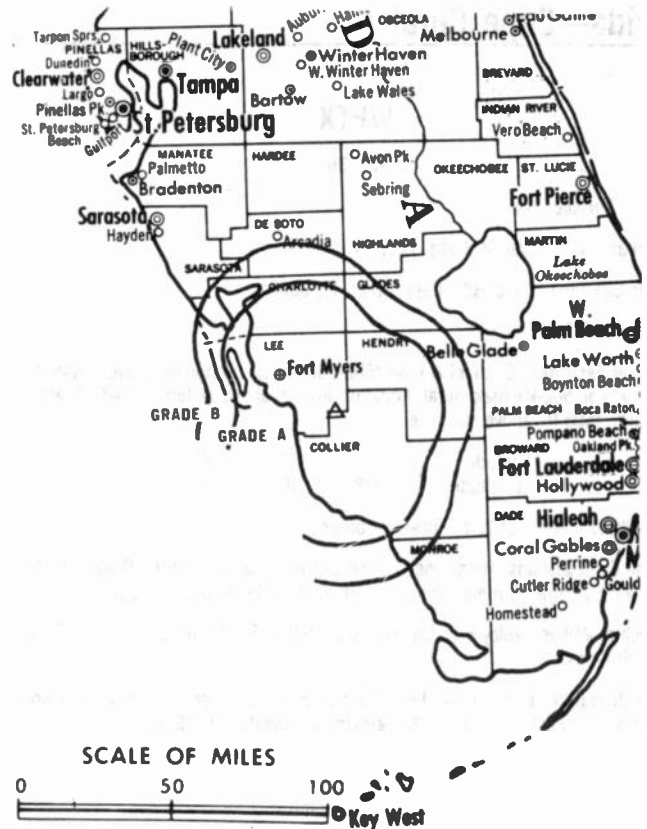 Tarpon Sprs.
PINELLAS
Dunedin
Clearwater
Largo
Pinellas Pk
St. Petersburg
Beach
Gulfport
HILLS-
BOROUGH
Plant City
Tampa
St. Petersburg
Lakeland
Winter Haven
W. Winter Haven
Bartow
Lake Wales
D
OSCEOLA
Melbourne
BREVARD
INDIAN RIVER
Vero Beach
MANATEE
Palmetto
Bradenton
HARDEE
Avon Pk
Sebring
A
OKEECHOBEE
ST. LUCIE
Fort Pierce
Sarasota
Hayden
DE SOTO
Arcadia
HIGHLANDS
MARTIN
Lake
Okeechobee
SARASOTA
CHARLOTTE
GLADES
W.
Palm Beach
LEE
HENDRY
Belle Glade
Lake Worth
Boynton Beach
Fort Myers
GRADE B
GRADE A
PALM BEACH
Boca Raton
COLLIER
Pompano Beach
BROWARD
Oakland Pk.
Fort Lauderdale
Hollywood
DADE
Hialeah
MONROE
Coral Gables
M
Perrine
Cutler Ridge
Gould
Homestead
SCALE OF MILES
0 50 100
Key West